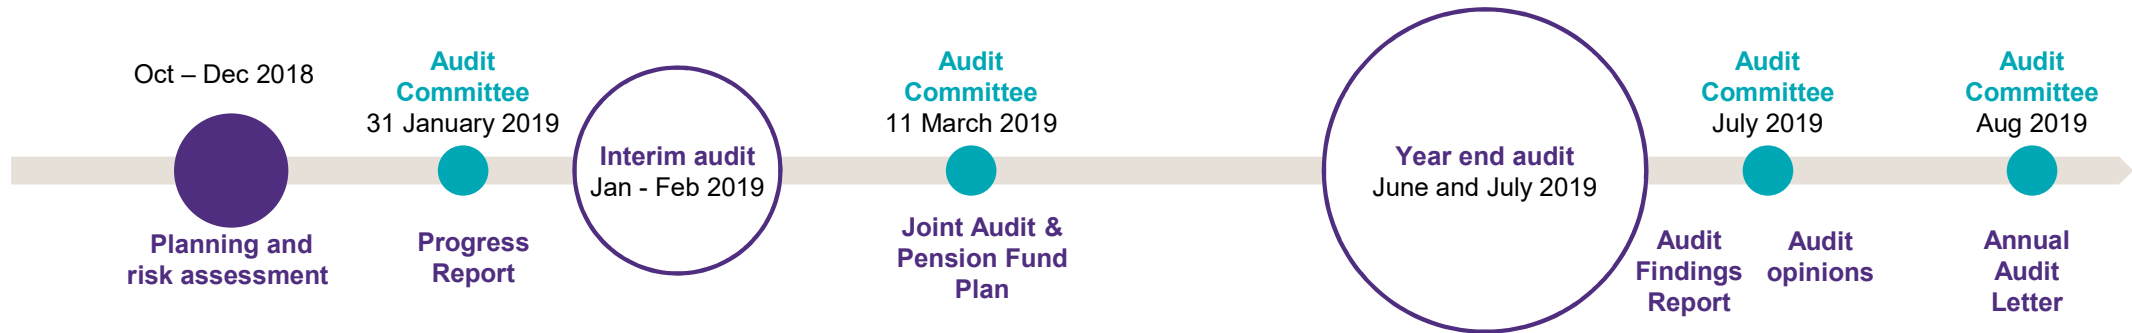 Oct – Dec 2018
Planning and
risk assessment
Audit
Committee
31 January 2019
Progress
Report
Interim audit
Jan - Feb 2019
Audit
Committee
11 March 2019
Joint Audit &
Pension Fund
Plan
Year end audit
June and July 2019
Audit
Committee
July 2019
Audit
Findings
Report
Audit
opinions
Audit
Committee
Aug 2019
Annual
Audit
Letter